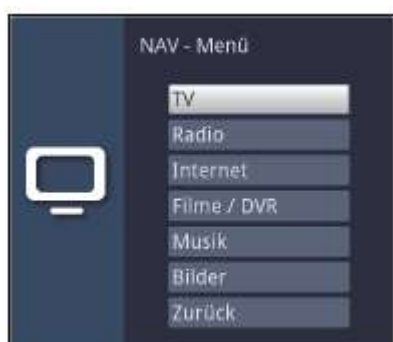 NAV - Menü
TV
Radio
Internet
Filme / DVR
Musik
Bilder
Zurück